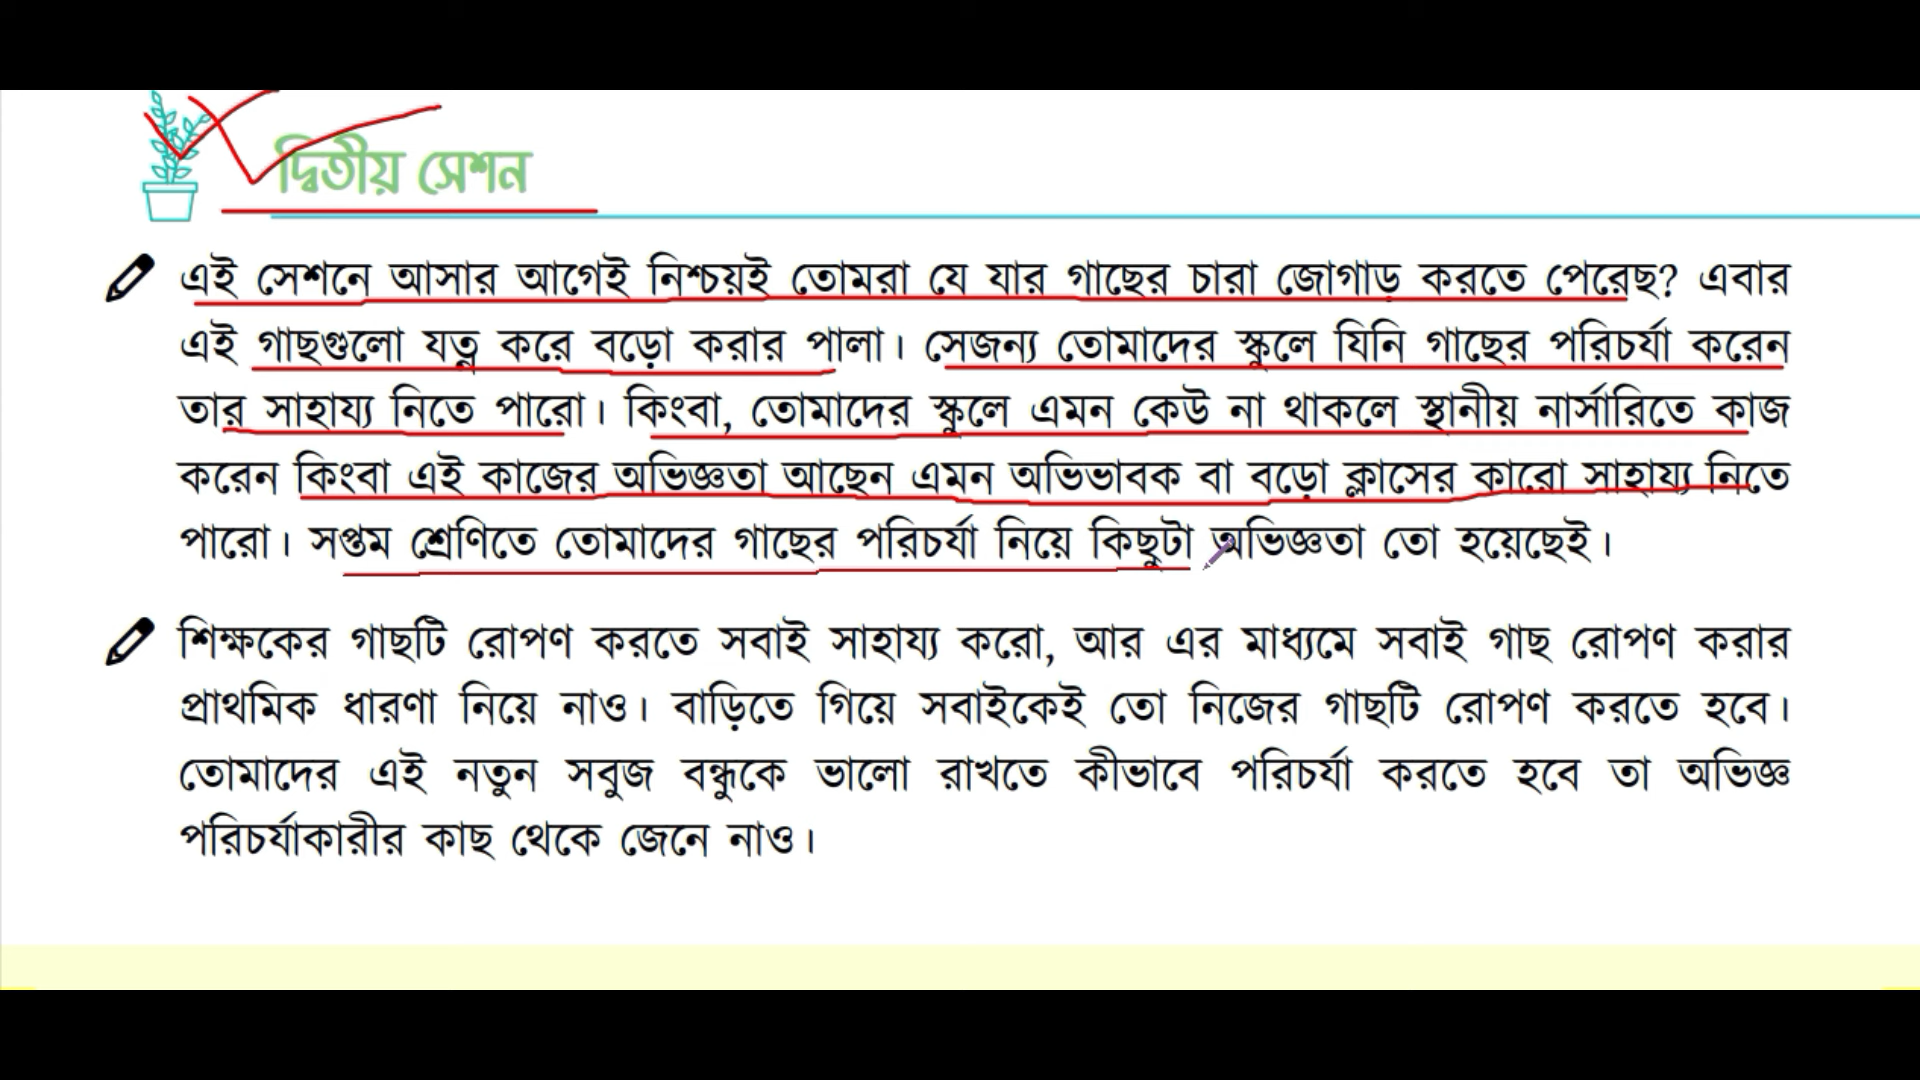 দ্বিতীয় সেশন
এই সেশনে আসার আগেই নিশ্চয়ই তোমরা যে যার গাছের চারা জোগাড় করতে পেরেছ? এবার
এই গাছগুলো যত্ন করে বড়ো করার পালা। সেজন্য তোমাদের স্কুলে যিনি গাছের পরিচর্যা করেন
তার সাহায্য নিতে পারো। কিংবা, তোমাদের স্কুলে এমন কেউ না থাকলে স্থানীয় নার্সারিতে কাজ
করেন কিংবা এই কাজের অভিজ্ঞতা আছেন এমন অভিভাবক বা বড়ো ক্লাসের কারো সাহায্য নিতে
পারো। সপ্তম শ্রেণিতে তোমাদের গাছের পরিচর্যা নিয়ে কিছুটা অভিজ্ঞতা তো হয়েছেই।
শিক্ষকের গাছটি রোপণ করতে সবাই সাহায্য করো, আর এর মাধ্যমে সবাই গাছ রোপণ করার
প্রাথমিক ধারণা নিয়ে নাও। বাড়িতে গিয়ে সবাইকেই তো নিজের গাছটি রোপণ করতে হবে।
তোমাদের এই নতুন সবুজ বন্ধুকে ভালো রাখতে কীভাবে পরিচর্যা করতে হবে তা অভিজ্ঞ
পরিচর্যাকারীর কাছ থেকে জেনে নাও।